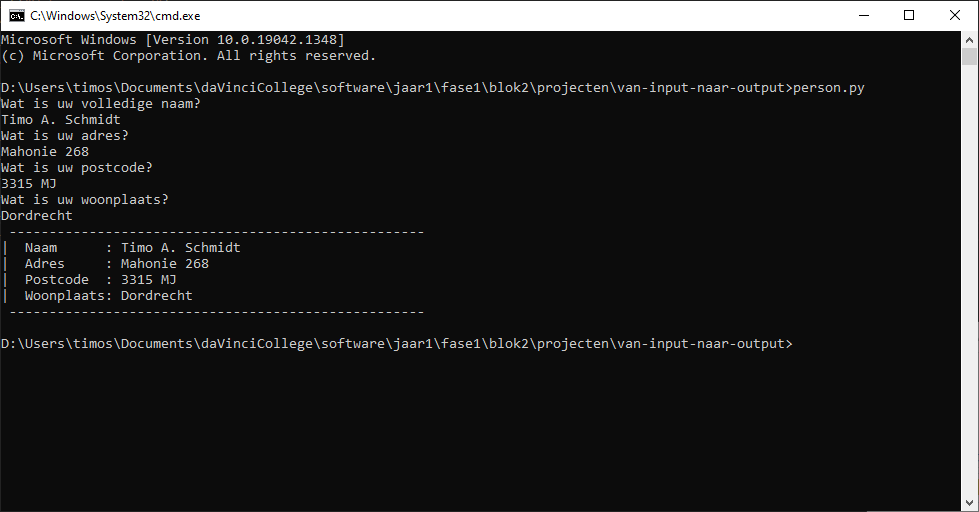 C:\Windows\System32\cmd.exe
Microsoft Windows [Version 10.0.19042.1348]
(c) Microsoft Corporation. All rights reserved.
D:\Users\timos\Documents\daVinciCollege\software\jaar1\fase1\blok2\projecten\van-input-naar-output>person.py
Wat is uw volledige naam?
Timo A. Schmidt
Wat is uw adres?
Mahonie 268
Wat is uw postcode?
3315 MJ
Wat is uw woonplaats?
Dordrecht
----------------------------------------------------
|  Naam      : Timo A. Schmidt
|  Adres     : Mahonie 268
|  Postcode  : 3315 MJ
|  Woonplaats: Dordrecht
----------------------------------------------------
D:\Users\timos\Documents\daVinciCollege\software\jaar1\fase1\blok2\projecten\van-input-naar-output>